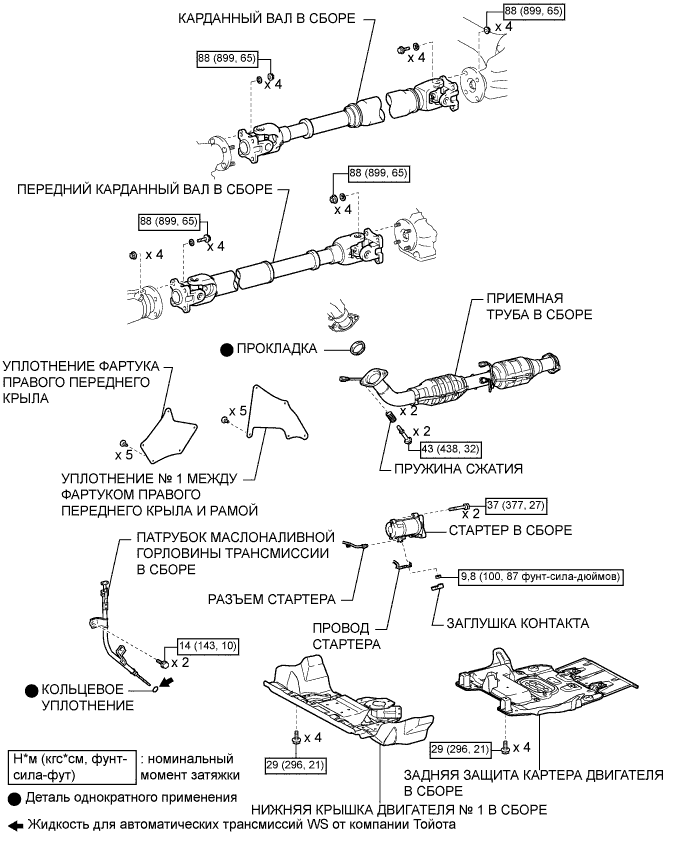 КАРДАННЫЙ ВАЛ В СБОРЕ
88 (899, 65)
x 4
88 (899, 65)
x 4
x 4
88 (899, 65)
x 4
ПЕРЕДНИЙ КАРДАННЫЙ ВАЛ В СБОРЕ
88 (899, 65)
x 4
x 4
ПРИЕМНАЯ
ТРУБА В СБОРЕ
ПРОКЛАДКА
УПЛОТНЕНИЕ ФАРТУКА
ПРАВОГО ПЕРЕДНЕГО
КРЫЛА
x 5
x 5
x 2
x 2
43 (438, 32)
ПРУЖИНА СЖАТИЯ
УПЛОТНЕНИЕ № 1 МЕЖДУ
ФАРТУКОМ ПРАВОГО
ПЕРЕДНЕГО КРЫЛА И РАМОЙ
37 (377, 27)
x 2
СТАРТЕР В СБОРЕ
ПАТРУБОК МАСЛОНАЛИВНОЙ
ГОРЛОВИНЫ ТРАНСМИССИИ
В СБОРЕ
9,8 (100, 87 фунт-сила-дюймов)
РАЗЪЕМ СТАРТЕРА
ПРОВОД
СТАРТЕРА
ЗАГЛУШКА КОНТАКТА
14 (143, 10)
x 2
КОЛЬЦЕВОЕ
УПЛОТНЕНИЕ
x 4
29 (296, 21)
29 (296, 21)
x 4
Н*м (кгс*см, фунт-
сила-фут)
: номинальный
момент затяжки
ЗАДНЯЯ ЗАЩИТА КАРТЕРА ДВИГАТЕЛЯ
В СБОРЕ
Деталь однократного применения
НИЖНЯЯ КРЫШКА ДВИГАТЕЛЯ № 1 В СБОРЕ
Жидкость для автоматических трансмиссий WS от компании Тойота